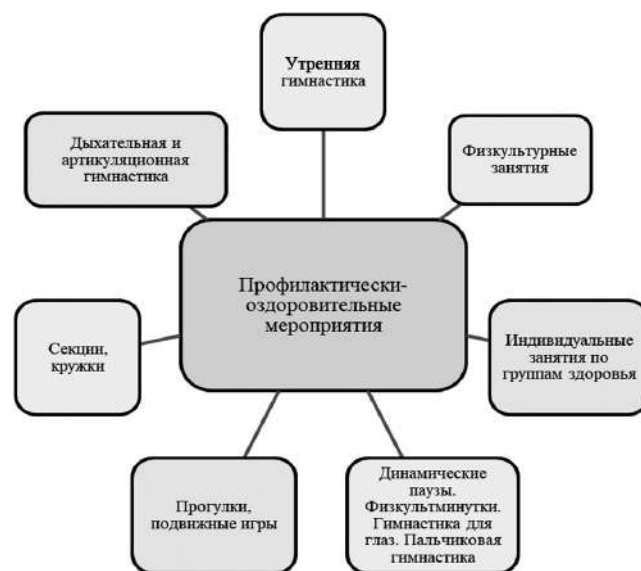 Утренняя
гимнастика
Дыхательная и
артикуляционная
гимнастика
Физкультурные
занятия
Профилактически-
оздоровительные
мероприятия
Секции,
кружки
Индивидуальные
занятия по
группам здоровья
Прогулки,
подвижные игры
Динамические
паузы.
Физкультминутки.
Гимнастика для
глаз. Пальчиковая
гимнастика